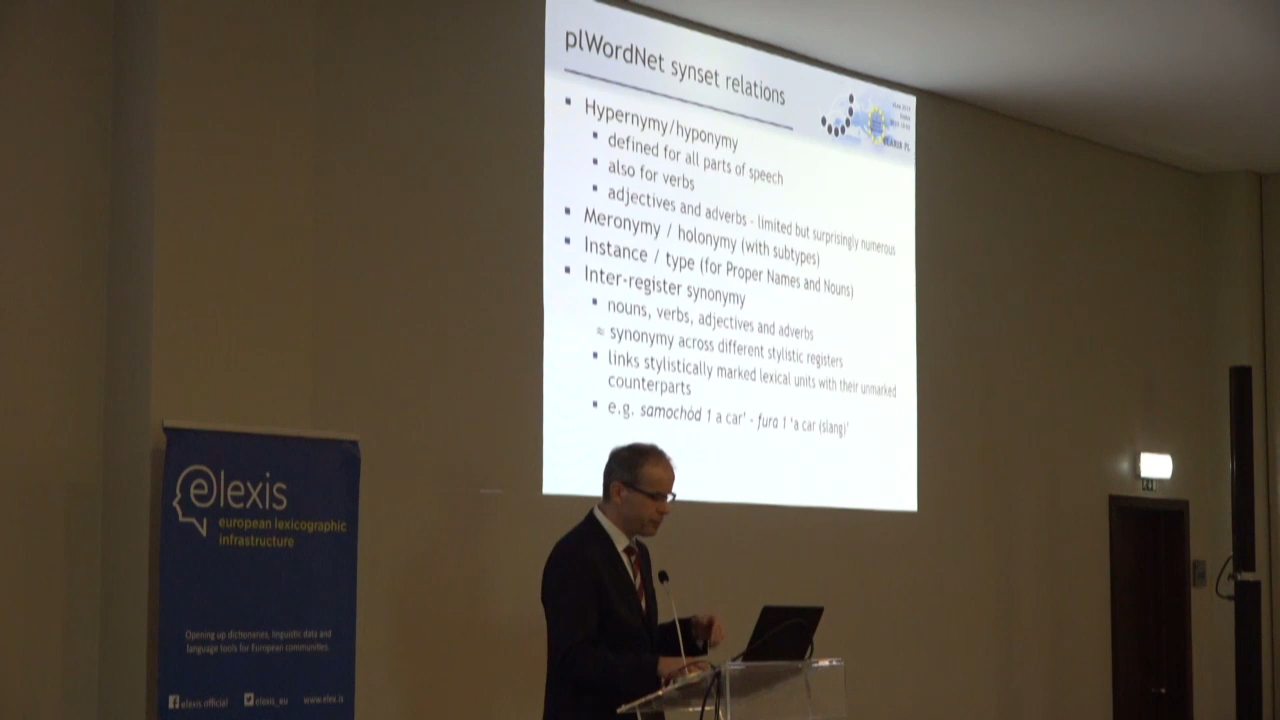 plWordNet synset relations
CLARIN-PL
▪ Hypernymy/hyponymy
▪ defined for all parts of speech
▪ also for verbs
▪ adjectives and adverbs - limited but surprisingly numerous
▪ Meronymy / holonymy (with subtypes)
▪ Instance / type (for Proper Names and Nouns)
▪ Inter-register synonymy
▪ nouns, verbs, adjectives and adverbs
≈ synonymy across different stylistic registers
▪ links stylistically marked lexical units with their unmarked
counterparts
▪ e.g. samochód 1 a car' - fura 1 'a car (slang)'
elexis
european lexicographic
infrastructure
Opening up dictionaries, linguistic data and
language tools for European communities.
elexis.official elexis_eu www.elex.is